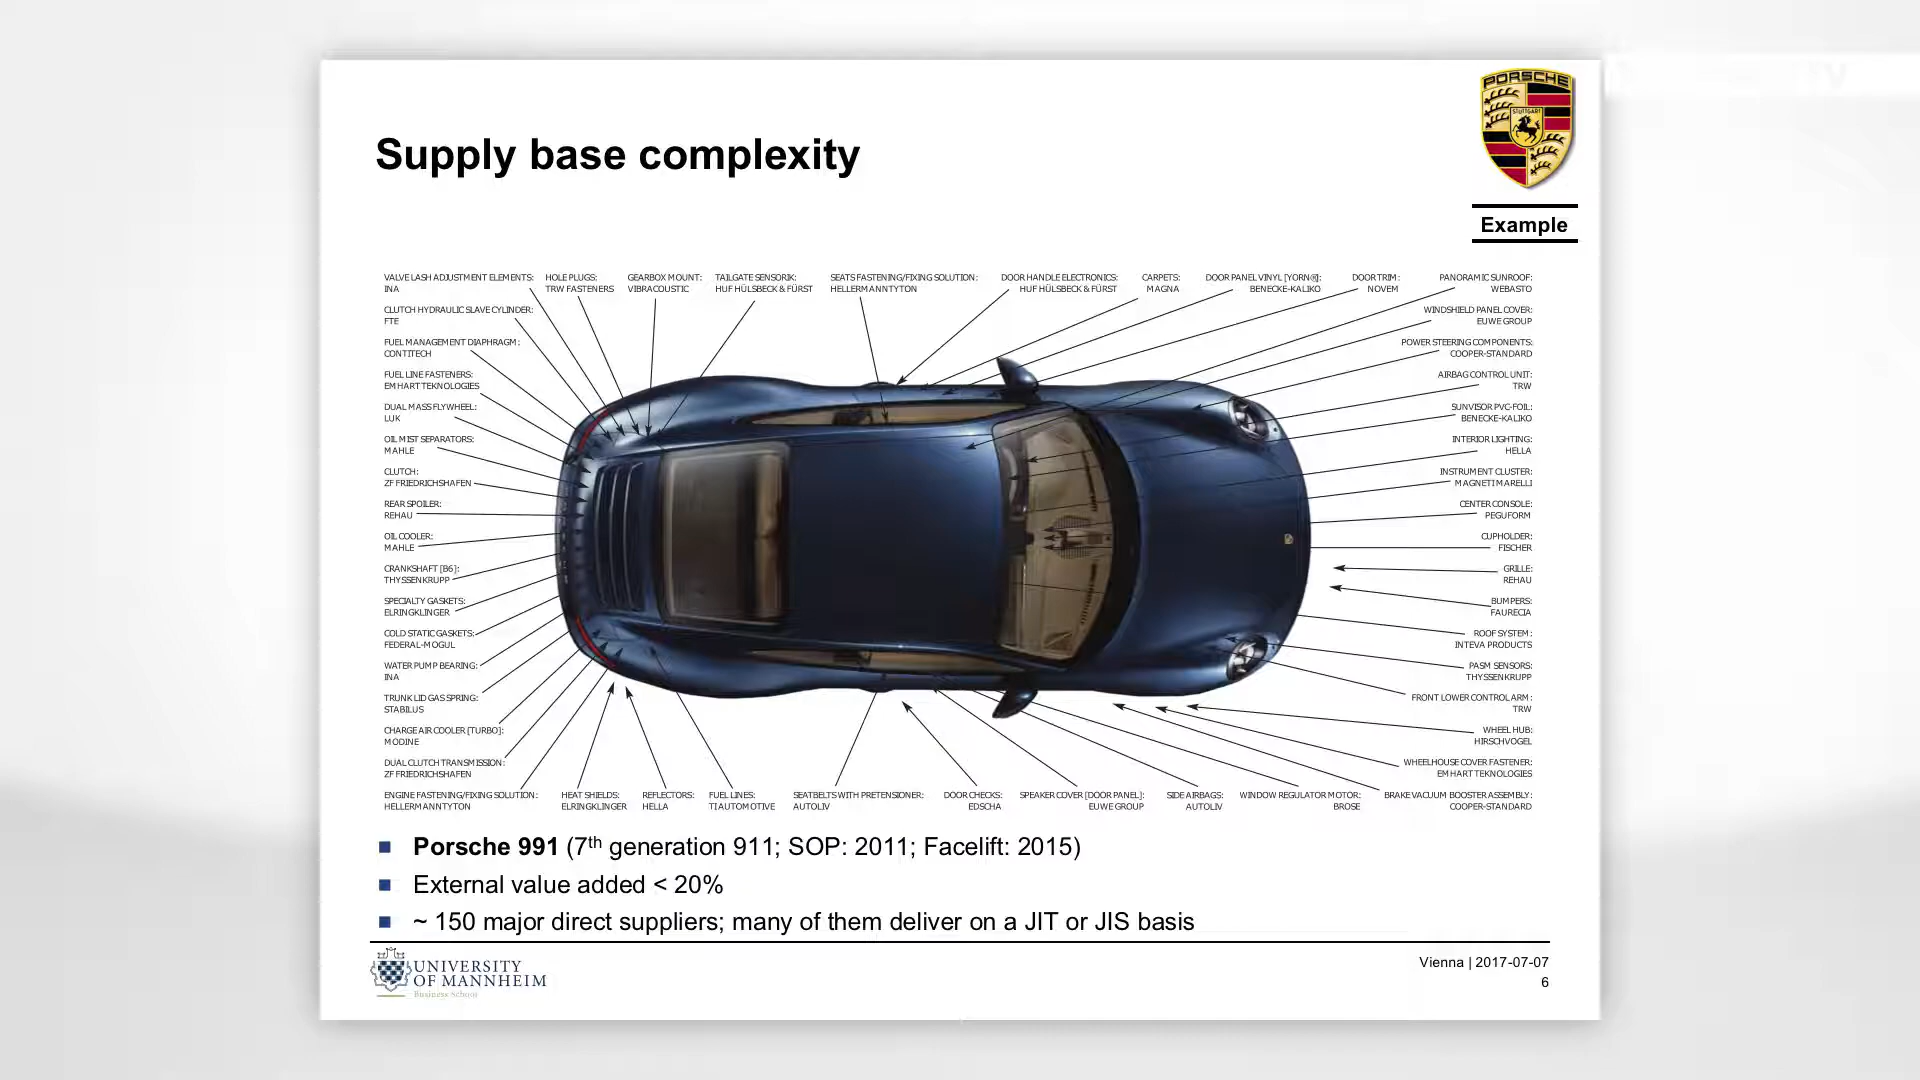 PORSCHE
STUTTGART
Supply base complexity
Example
VALVE LASH ADJUSTMENT ELEMENTS:
INA
HOLE PLUGS:
TRW FASTENERS
GEARBOX MOUNT:
VIBRACOUSTIC
TAILGATE SENSORIK:
HUF HÜLSBECK & FÜRST
SEATS FASTENING/FIXING SOLUTION:
HELLERMANNTYTON
DOOR HANDLE ELECTRONICS:
HUF HÜLSBECK & FÜRST
CARPETS:
MAGNA
DOOR PANEL VINYL [YORN®]:
BENECKE-KALIKO
DOOR TRIM:
NOVEM
PANORAMIC SUNROOF:
WEBASTO
CLUTCH HYDRAULIC SLAVE CYLINDER:
FTE
FUEL MANAGEMENT DIAPHRAGM:
CONTITECH
FUEL LINE FASTENERS:
EMHART TEKNOLOGIES
DUAL MASS FLYWHEEL:
LUK
OIL MIST SEPARATORS:
MAHLE
CLUTCH:
ZF FRIEDRICHSHAFEN
REAR SPOILER:
REHAU
OIL COOLER:
MAHLE
CRANKSHAFT [B6]:
THYSSENKRUPP
SPECIALTY GASKETS:
ELRINGKLINGER
COLD STATIC GASKETS:
FEDERAL-MOGUL
WATER PUMP BEARING:
INA
TRUNK LID GAS SPRING:
STABILUS
CHARGE AIR COOLER [TURBO]:
MODINE
DUAL CLUTCH TRANSMISSION:
ZF FRIEDRICHSHAFEN
WINDSHIELD PANEL COVER:
EUWE GROUP
POWER STEERING COMPONENTS:
COOPER-STANDARD
AIRBAG CONTROL UNIT:
TRW
SUNVISOR PVC-FOIL:
BENECKE-KALIKO
INTERIOR LIGHTING:
HELLA
INSTRUMENT CLUSTER:
MAGNETI MARELLI
CENTER CONSOLE:
PEGUFORM
CUPHOLDER:
FISCHER
GRILLE:
REHAU
BUMPERS:
FAURECIA
ROOF SYSTEM:
INTEVA PRODUCTS
PASM SENSORS:
THYSSENKRUPP
FRONT LOWER CONTROL ARM:
TRW
WHEEL HUB:
HIRSCHVOGEL
WHEELHOUSE COVER FASTENER:
EMHART TEKNOLOGIES
ENGINE FASTENING/FIXING SOLUTION:
HELLERMANNTYTON
HEAT SHIELDS:
ELRINGKLINGER
REFLECTORS:
HELLA
FUEL LINES:
TI AUTOMOTIVE
SEATBELTS WITH PRETENSIONER:
AUTOLIV
DOOR CHECKS:
EDSCHA
SPEAKER COVER [DOOR PANEL]:
EUWE GROUP
SIDE AIRBAGS:
AUTOLIV
WINDOW REGULATOR MOTOR:
BROSE
BRAKE VACUUM BOOSTER ASSEMBLY:
COOPER-STANDARD
Porsche 991 (7th generation 911; SOP: 2011; Facelift: 2015)
External value added < 20%
~ 150 major direct suppliers; many of them deliver on a JIT or JIS basis
UNIVERSITY
OF MANNHEIM
Business School
Vienna | 2017-07-07
6